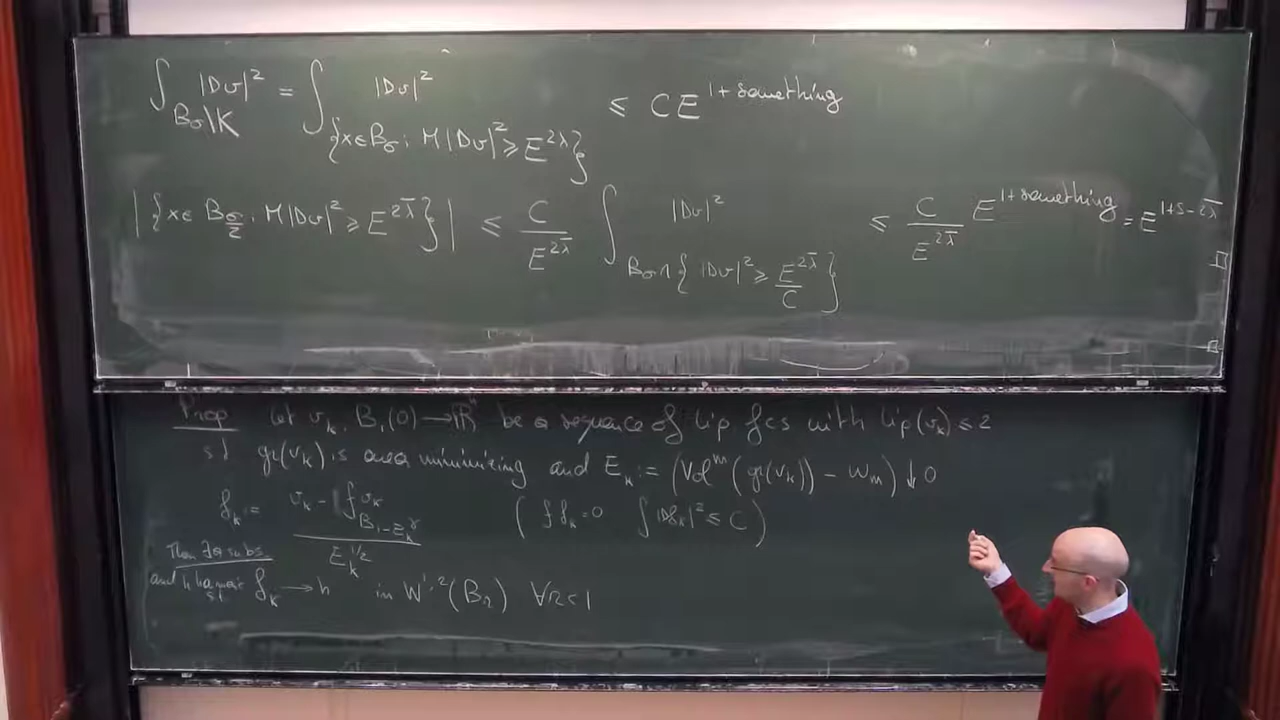 ∫_{B_σ\K} |Dv|² = ∫_{{x∈B_σ : M|Dv|² ≥ E^{2λ}}} |Dv|² ≤ C E^{1+something}
|{x∈ B_{σ/2} : M|Dv|² ≥ E^{2λ̄}}| ≤ C/E^{2λ̄} ∫_{B_σ∩{|Dv|² ≥ E^{2λ̄}/C}} |Dv|² ≤ C/E^{2λ̄} E^{1+something} = E^{1+δ-2λ̄}
Prop Let v_k : B_1(0) → ℝⁿ be a sequence of Lip fcs with Lip(v_k) ≤ 2
st gr(v_k) is area minimizing and E_k := (Vol^m (gr(v_k)) - ω_m) ↓ 0
f_k := (v_k - ⨍_{B_{1-E_k^γ}} v_k) / E_k^{1/2} ( ⨍ f_k = 0 ∫ |Df_k|² ≤ C )
Then ∃ a subs.
and h harmonic s.t. f_k → h in W^{1,2}(B_r) ∀r<1